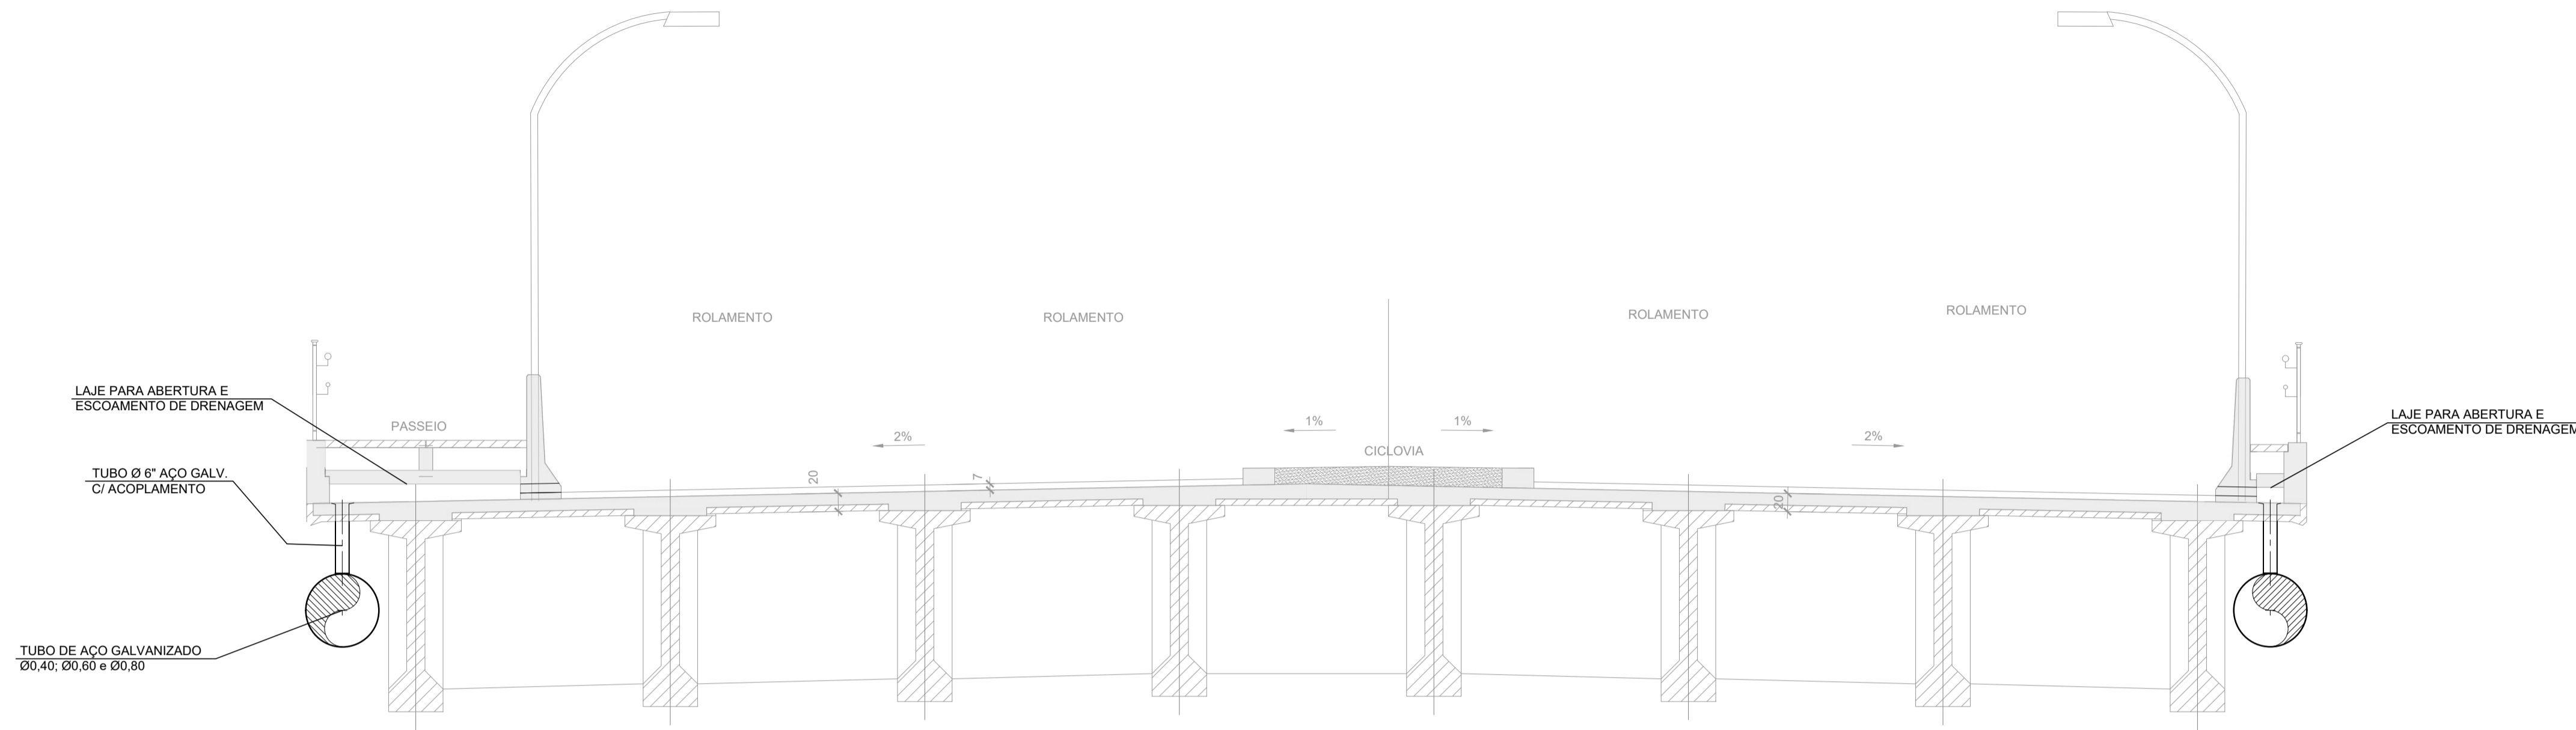 ROLAMENTO
ROLAMENTO
ROLAMENTO
ROLAMENTO
LAJE PARA ABERTURA E
ESCOAMENTO DE DRENAGEM
PASSEIO
2%
1%
1%
2%
LAJE PARA ABERTURA E
ESCOAMENTO DE DRENAGEM
CICLOVIA
TUBO Ø 6" AÇO GALV.
C/ ACOPLAMENTO
20
7
20
TUBO DE AÇO GALVANIZADO
Ø0,40; Ø0,60 e Ø0,80